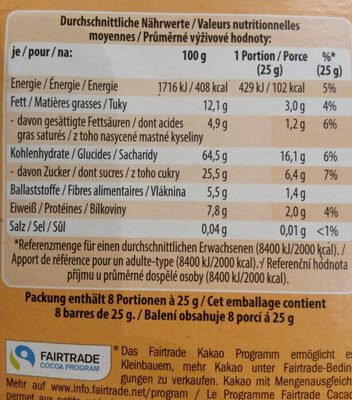 Durchschnittliche Nährwerte / Valeurs nutritionnelles
moyennes / Průměrné výživové hodnoty:
je / pour / na: 100 g 1 Portion / Porce (25 g) %* (25 g)
Energie / Énergie / Energie 1716 kJ / 408 kcal 429 kJ / 102 kcal 5%
Fett / Matières grasses / Tuky 12,1 g 3,0 g 4%
- davon gesättigte Fettsäuren / dont acides
gras saturés / z toho nasycené mastné kyseliny 4,9 g 1,2 g 6%
Kohlenhydrate / Glucides / Sacharidy 64,5 g 16,1 g 6%
- davon Zucker / dont sucres / z toho cukry 25,5 g 6,4 g 7%
Ballaststoffe / Fibres alimentaires / Vláknina 5,5 g 1,4 g
Eiweiß / Protéines / Bílkoviny 7,8 g 2,0 g 4%
Salz / Sel / Sůl 0,04 g 0,01 g <1%
*Referenzmenge für einen durchschnittlichen Erwachsenen (8400 kJ/2000 kcal). /
Apport de référence pour un adulte-type (8400 kJ/2000 kcal). / Referenční hodnota
příjmu u průměrné dospělé osoby (8400 kJ/2000 kcal).
Packung enthält 8 Portionen à 25 g / Cet emballage contient
8 barres de 25 g. / Balení obsahuje 8 porcí á 25 g
FAIRTRADE
COCOA PROGRAM
® Das Fairtrade Kakao Programm ermöglicht es
Kleinbauern, mehr Kakao unter Fairtrade-Bedin
gungen zu verkaufen. Kakao mit Mengenausgleich
Mehr auf www.info.fairtrade.net/program / Le Programme Fairtrade Cacao
permet aux petits